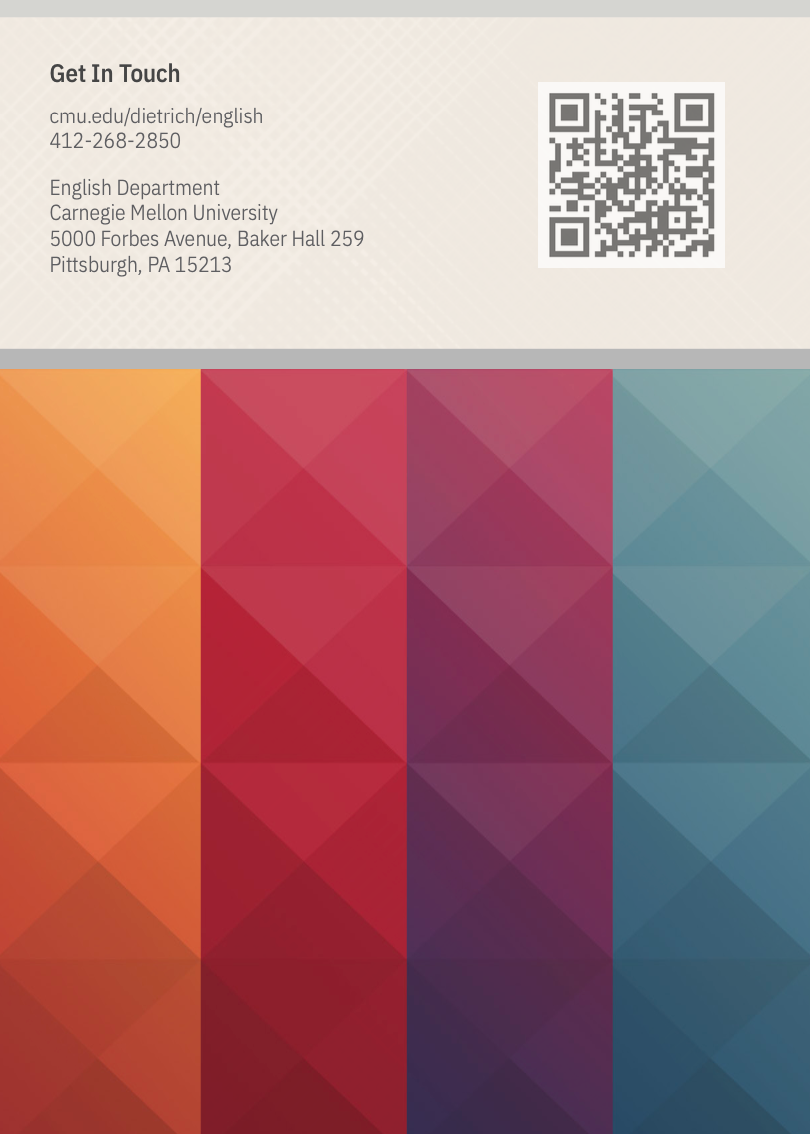 Get In Touch
cmu.edu/dietrich/english
412-268-2850
English Department
Carnegie Mellon University
5000 Forbes Avenue, Baker Hall 259
Pittsburgh, PA 15213